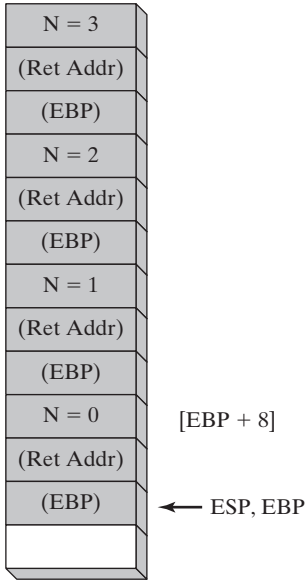 N = 3
(Ret Addr)
(EBP)
N = 2
(Ret Addr)
(EBP)
N = 1
(Ret Addr)
(EBP)
N = 0
[EBP + 8]
(Ret Addr)
(EBP)
ESP, EBP